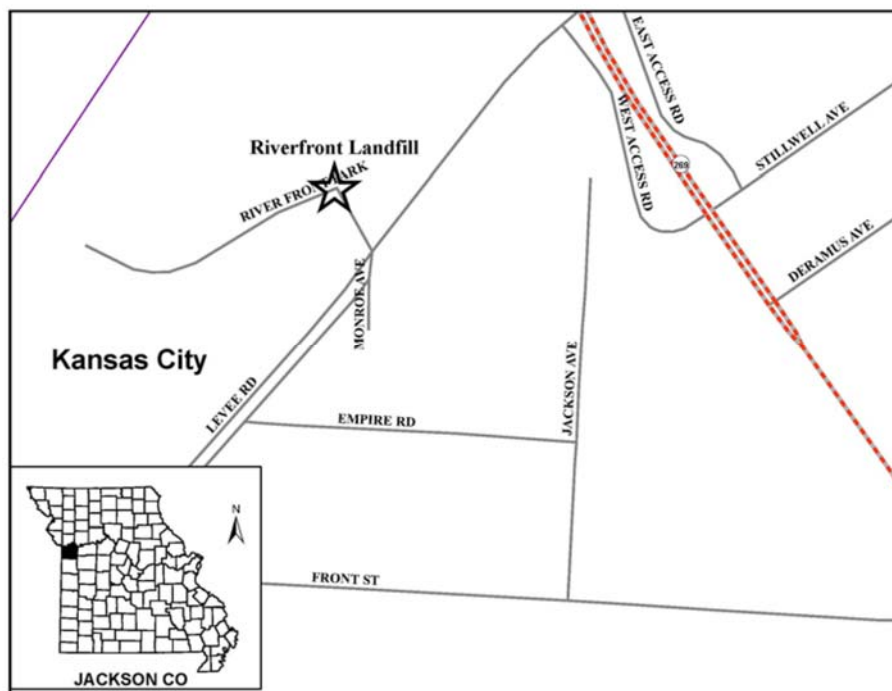 EAST ACCESS RD
WEST ACCESS RD
STILLWELL AVE
269
Riverfront Landfill
RIVER FRONT PARK
DERAMUS AVE
MONROE AVE
Kansas City
JACKSON AVE
LEVEE RD
EMPIRE RD
N
FRONT ST
JACKSON CO